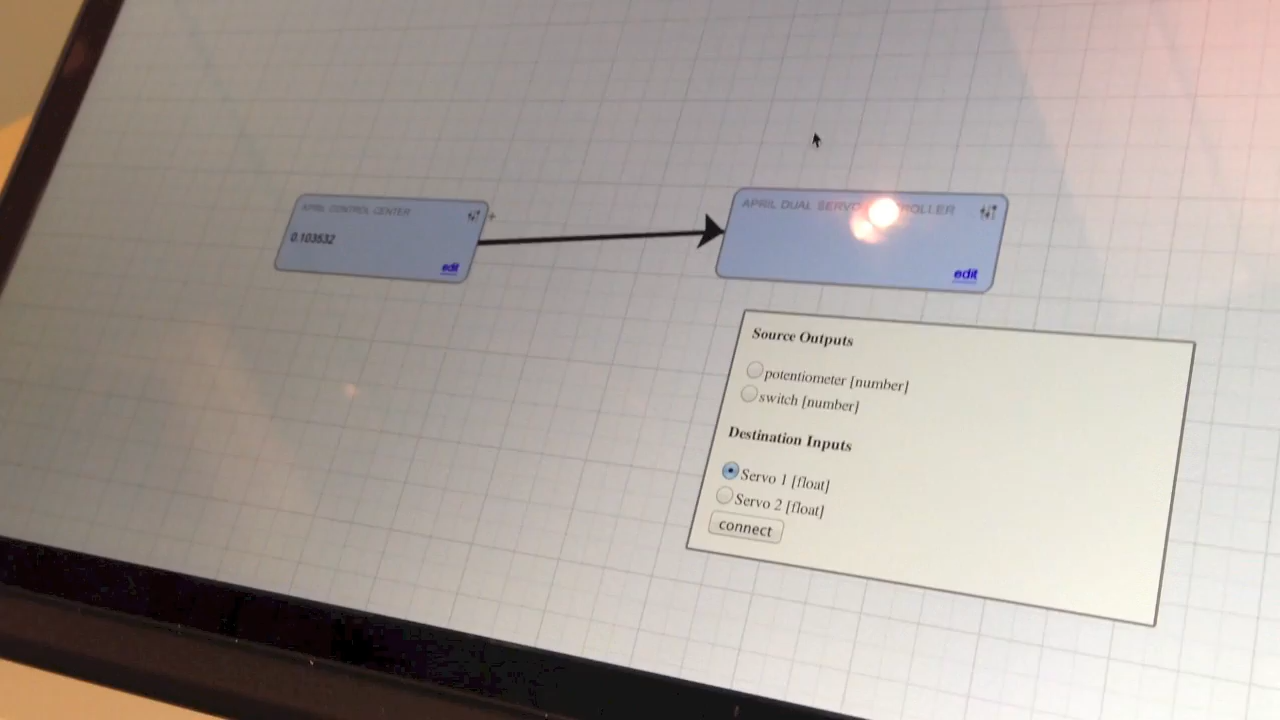 APRIL CONTROL CENTER
0.103532
edit
APRIL DUAL SERVO
edit
Source Outputs
potentiometer [number]
switch [number]
Destination Inputs
Servo 1 [float]
Servo 2 [float]
connect